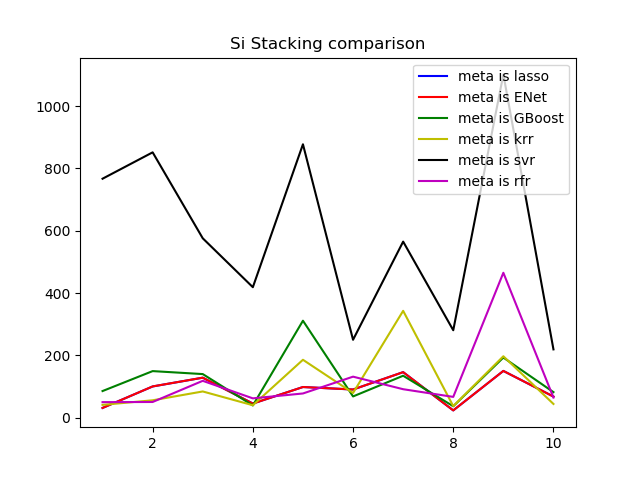 Si Stacking comparison
meta is lasso
meta is ENet
meta is GBoost
meta is krr
meta is svr
meta is rfr
1000
800
600
400
200
0
2
4
6
8
10